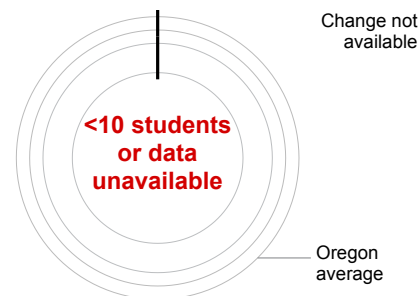 Change not
available
<10 students
or data
unavailable
Oregon
average